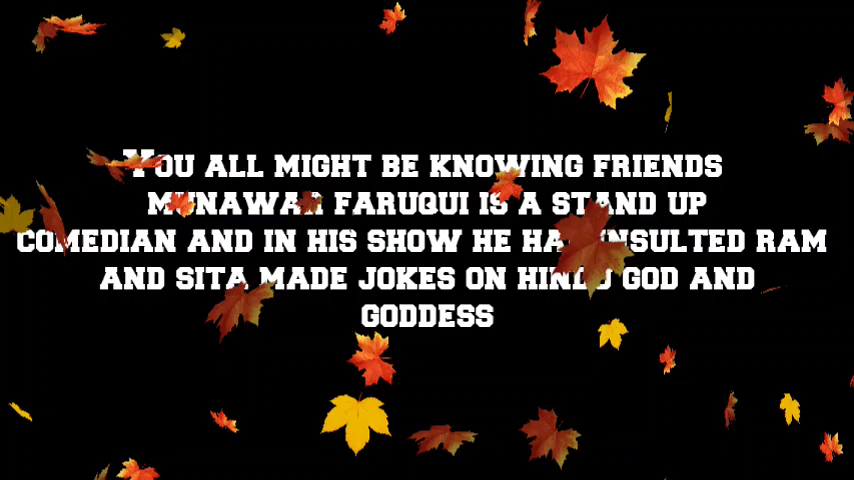 YOU ALL MIGHT BE KNOWING FRIENDS
MUNAWAR FARUQUI IS A STAND UP
COMEDIAN AND IN HIS SHOW HE HAS INSULTED RAM
AND SITA MADE JOKES ON HINDU GOD AND
GODDESS